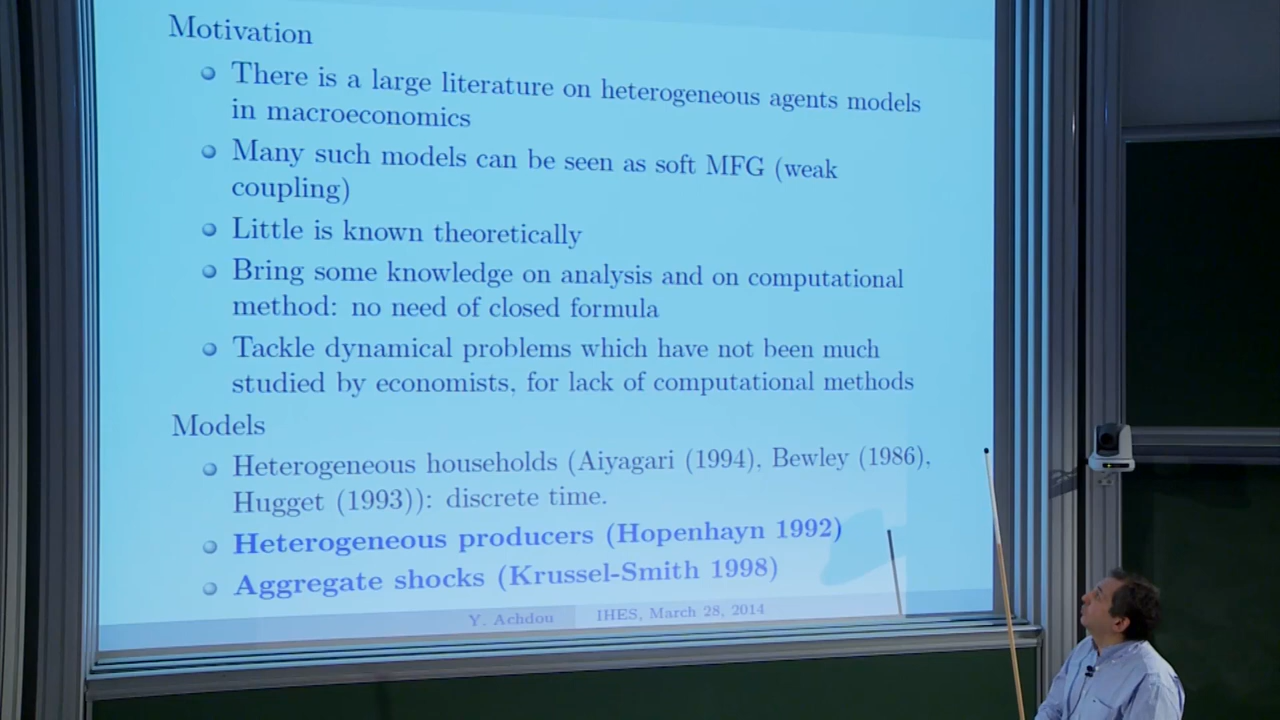 Motivation
There is a large literature on heterogeneous agents models
in macroeconomics
Many such models can be seen as soft MFG (weak
coupling)
Little is known theoretically
Bring some knowledge on analysis and on computational
method: no need of closed formula
Tackle dynamical problems which have not been much
studied by economists, for lack of computational methods
Models
Heterogeneous households (Aiyagari (1994), Bewley (1986),
Hugget (1993)): discrete time.
Heterogeneous producers (Hopenhayn 1992)
Aggregate shocks (Krussel-Smith 1998)
Y. Achdou IHES, March 28, 2014